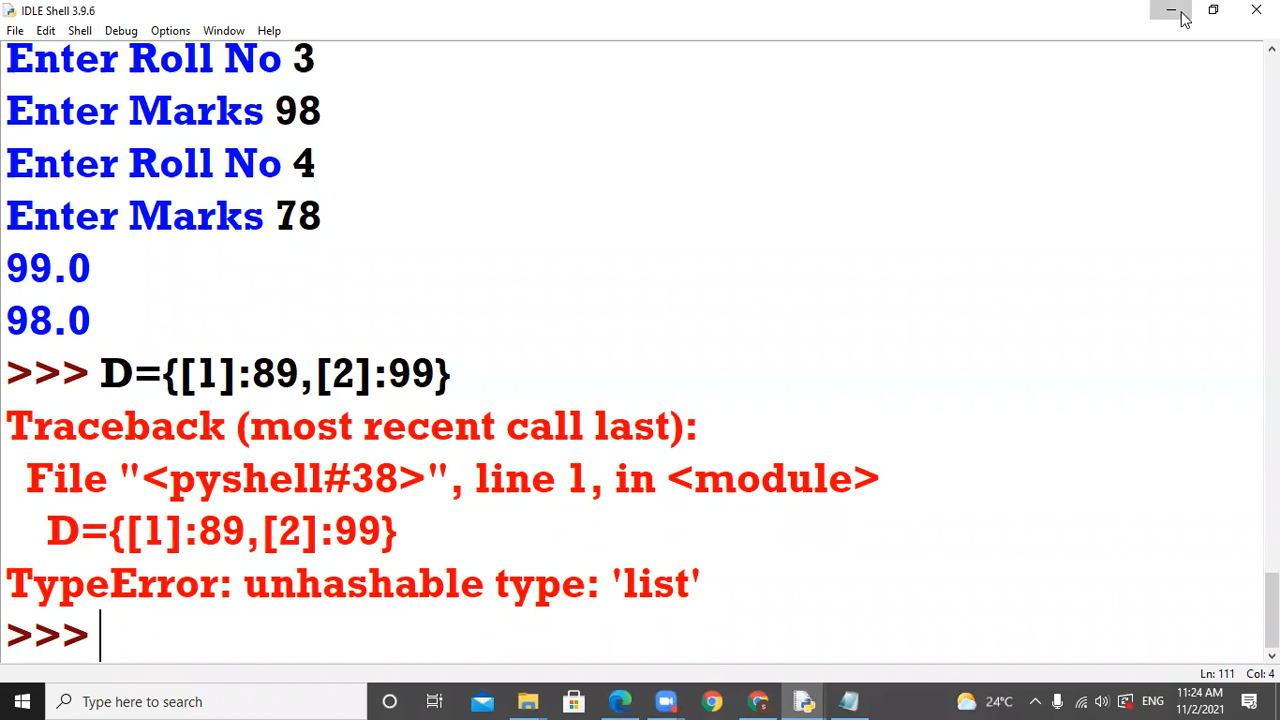 IDLE Shell 3.9.6
File Edit Shell Debug Options Window Help
Enter Roll No 3
Enter Marks 98
Enter Roll No 4
Enter Marks 78
99.0
98.0
>>> D={[1]:89,[2]:99}
Traceback (most recent call last):
File "<pyshell#38>", line 1, in <module>
D={[1]:89,[2]:99}
TypeError: unhashable type: 'list'
>>>
Ln: 111 Col: 4
Type here to search
24°C
ENG
11:24 AM
11/2/2021